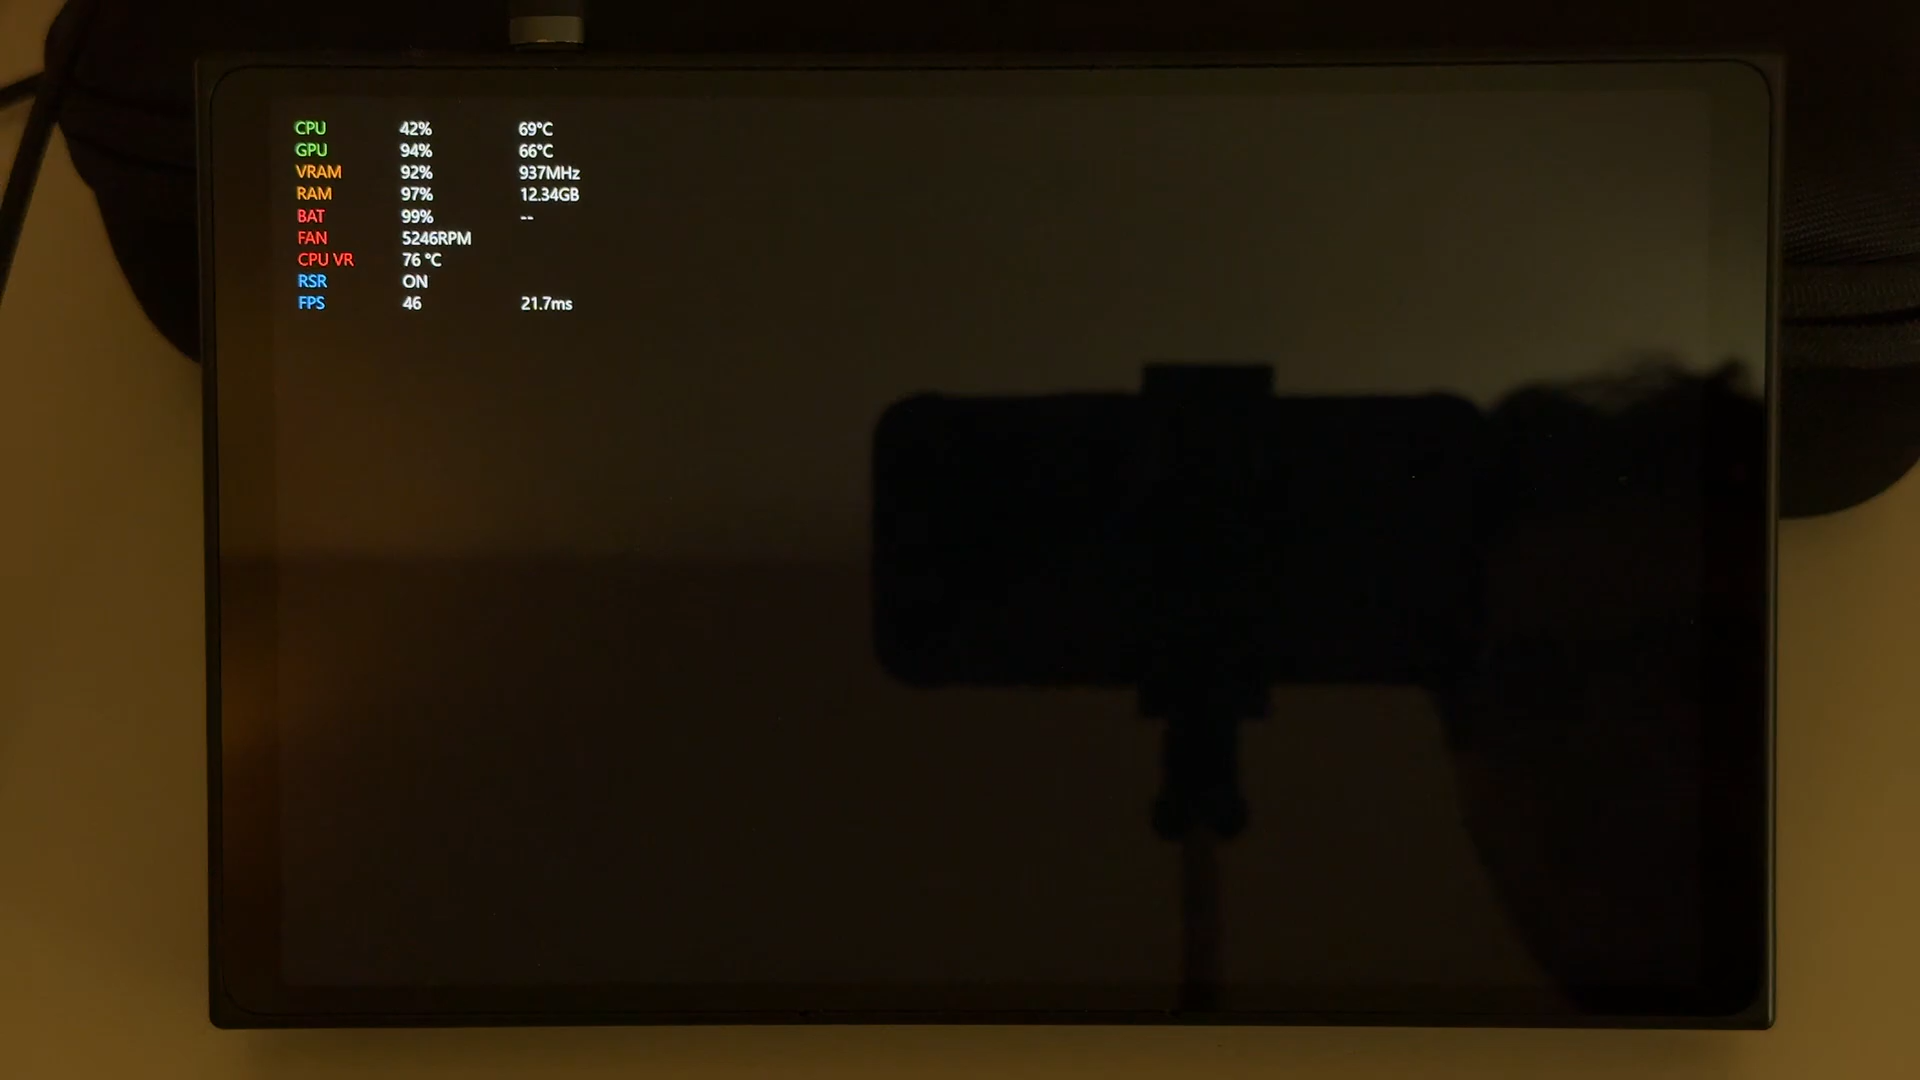 CPU 42% 69°C
GPU 94% 66°C
VRAM 92% 937MHz
RAM 97% 12.34GB
BAT 99% --
FAN 5246RPM
CPU VR 76 °C
RSR ON
FPS 46 21.7ms